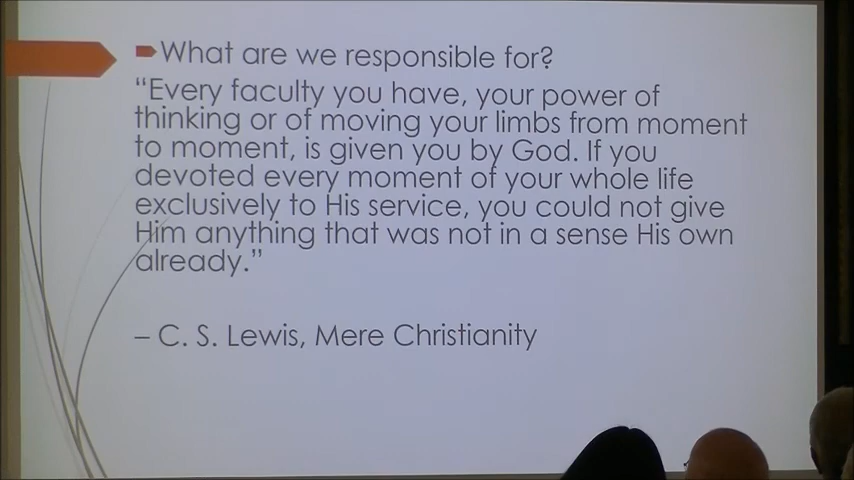 What are we responsible for?
“Every faculty you have, your power of
thinking or of moving your limbs from moment
to moment, is given you by God. If you
devoted every moment of your whole life
exclusively to His service, you could not give
Him anything that was not in a sense His own
already.”
– C. S. Lewis, Mere Christianity